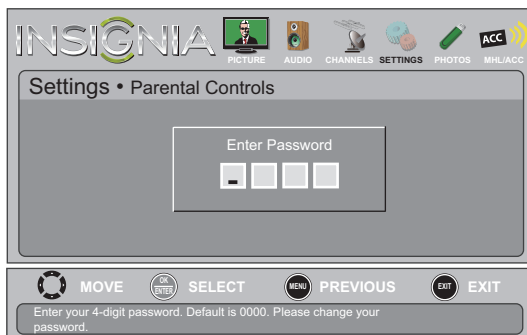 INSIGNIA
PICTURE AUDIO CHANNELS SETTINGS PHOTOS MHL/ACC
ACC
Settings • Parental Controls
Enter Password
_
OK
ENTER
MOVE SELECT MENU PREVIOUS EXIT EXIT
Enter your 4-digit password. Default is 0000. Please change your
password.